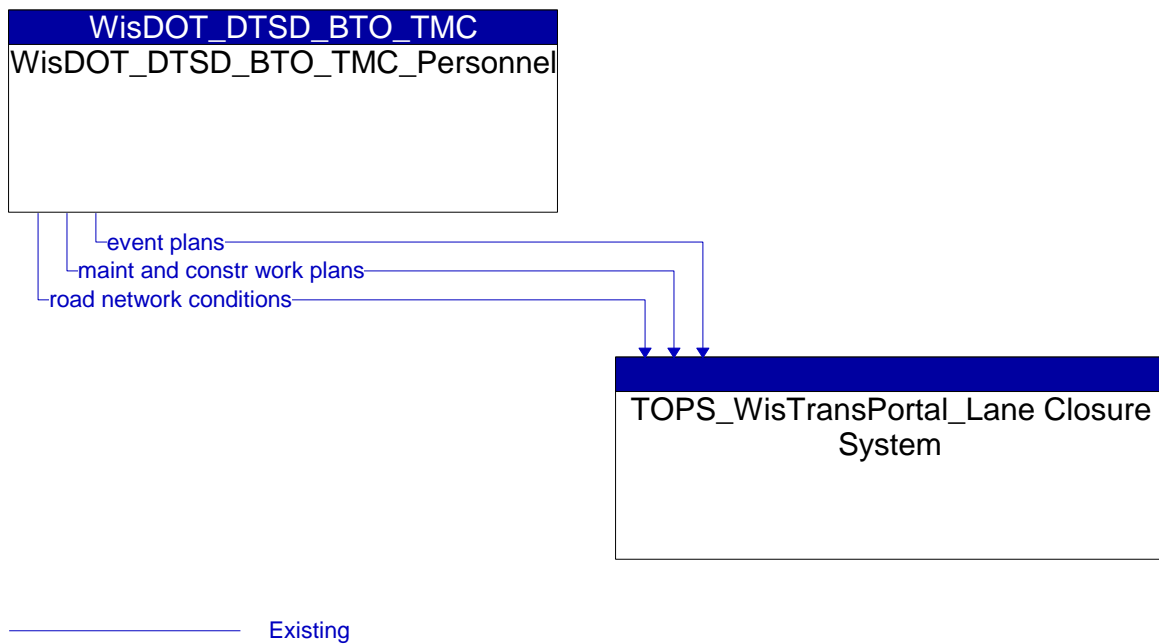 WisDOT_DTSD_BTO_TMC
WisDOT_DTSD_BTO_TMC_Personnel
event plans
maint and constr work plans
road network conditions
TOPS_WisTransPortal_Lane Closure
System
Existing